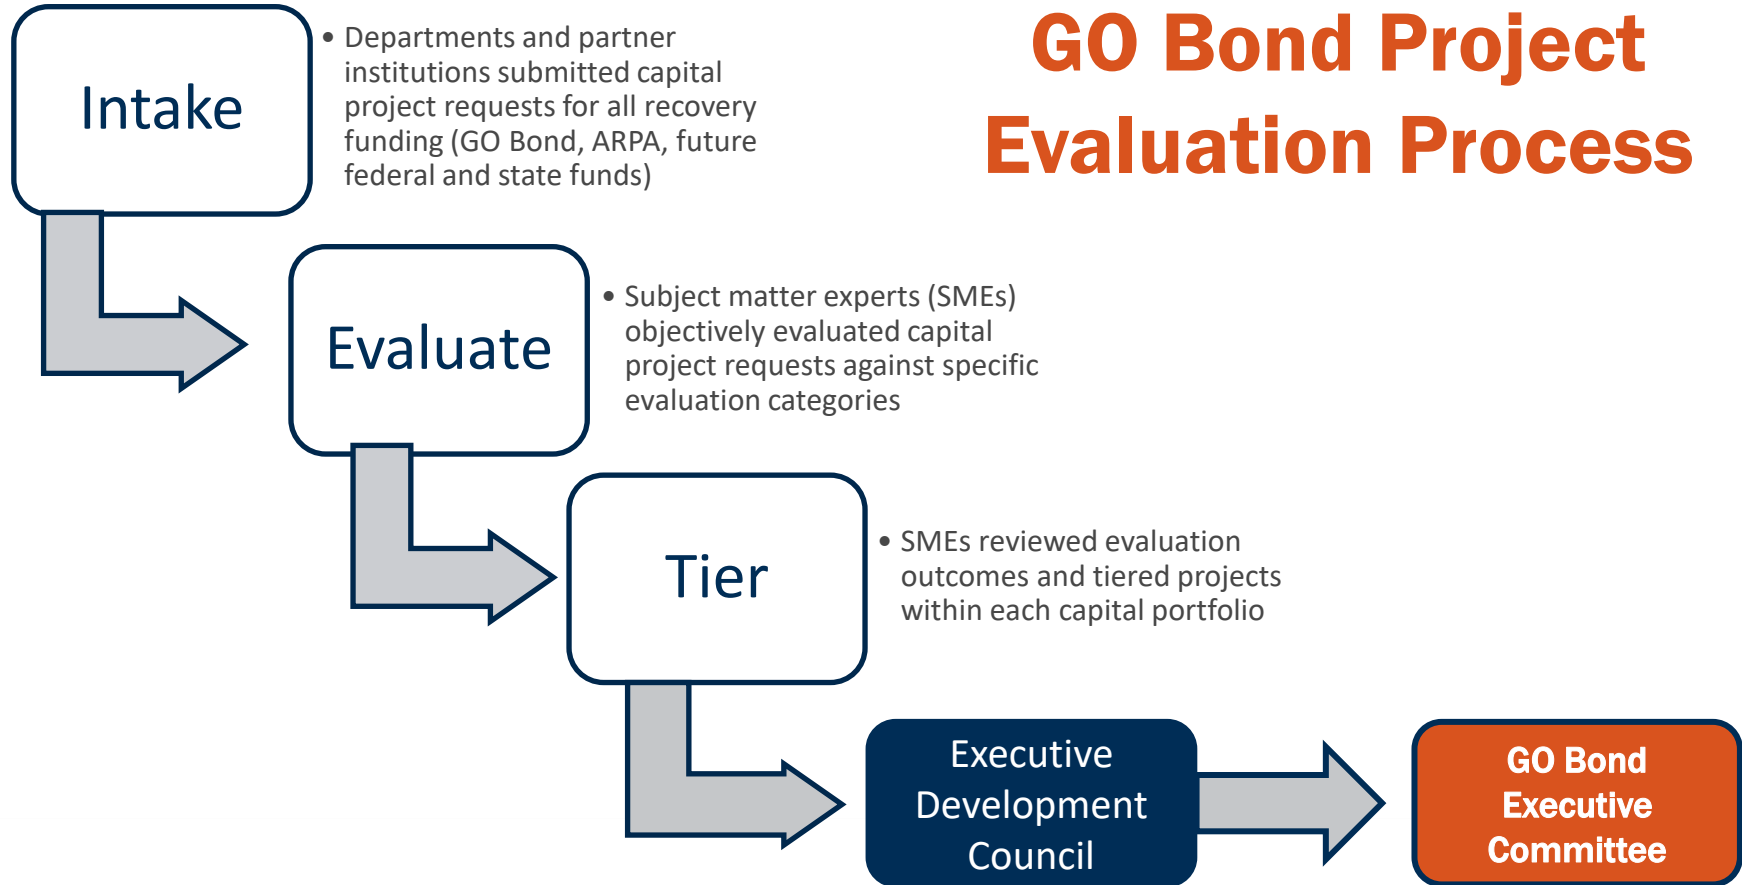 GO Bond Project
Evaluation Process
Intake
• Departments and partner
institutions submitted capital
project requests for all recovery
funding (GO Bond, ARPA, future
federal and state funds)
Evaluate
• Subject matter experts (SMEs)
objectively evaluated capital
project requests against specific
evaluation categories
Tier
• SMEs reviewed evaluation
outcomes and tiered projects
within each capital portfolio
Executive
Development
Council
GO Bond
Executive
Committee